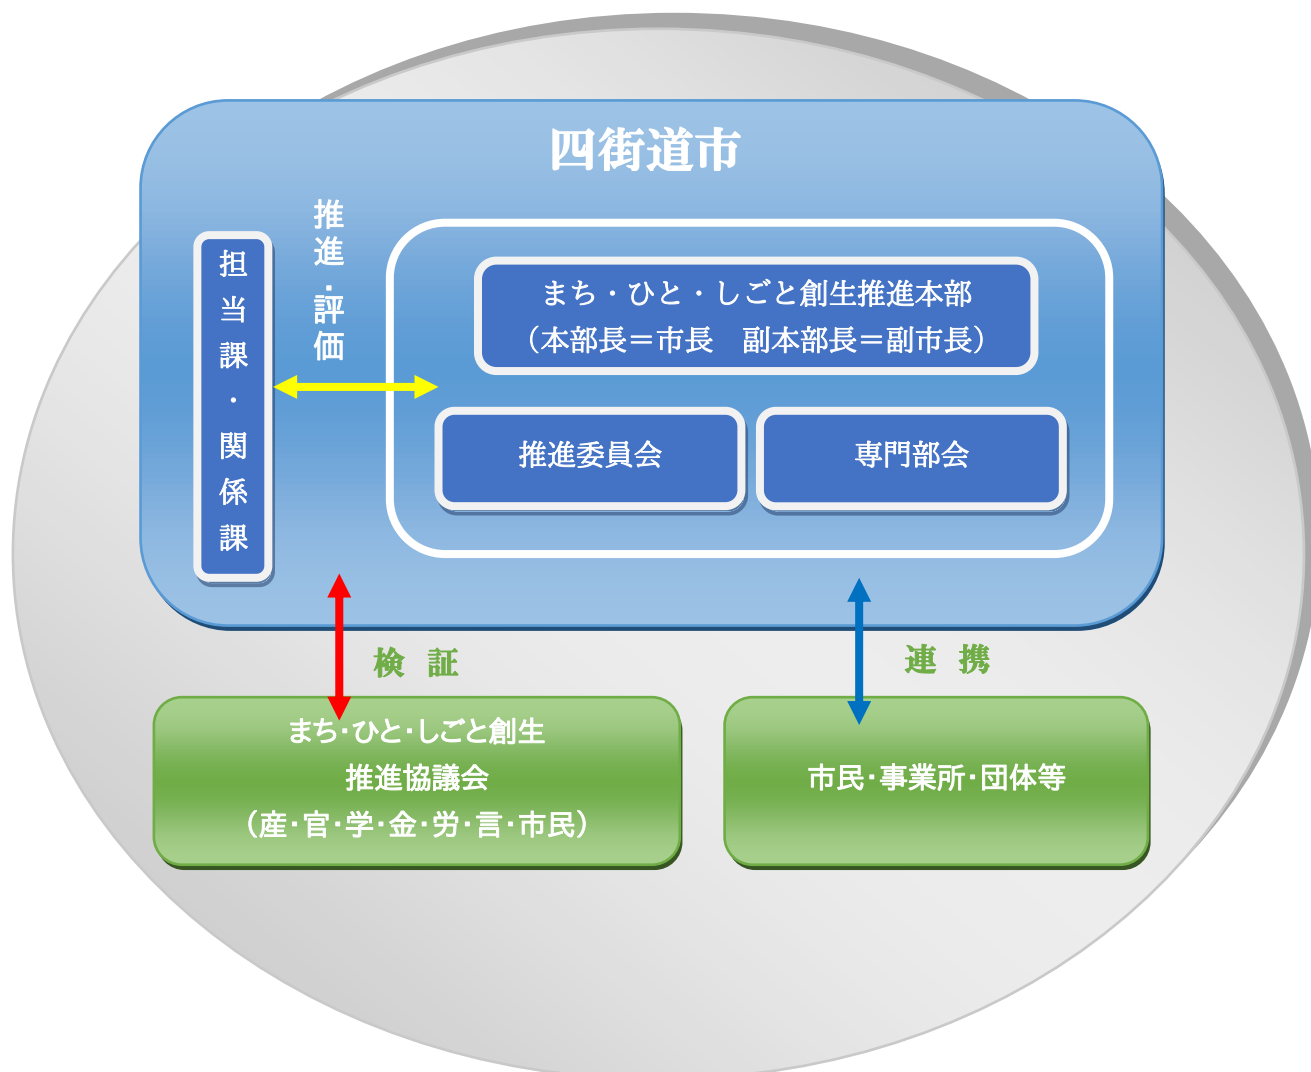 四街道市
推進・評価
担当課・関係課
まち・ひと・しごと創生推進本部
（本部長＝市長　副本部長＝副市長）
推進委員会
専門部会
検 証
連 携
まち・ひと・しごと創生
推進協議会
（産・官・学・金・労・言・市民）
市民・事業所・団体等